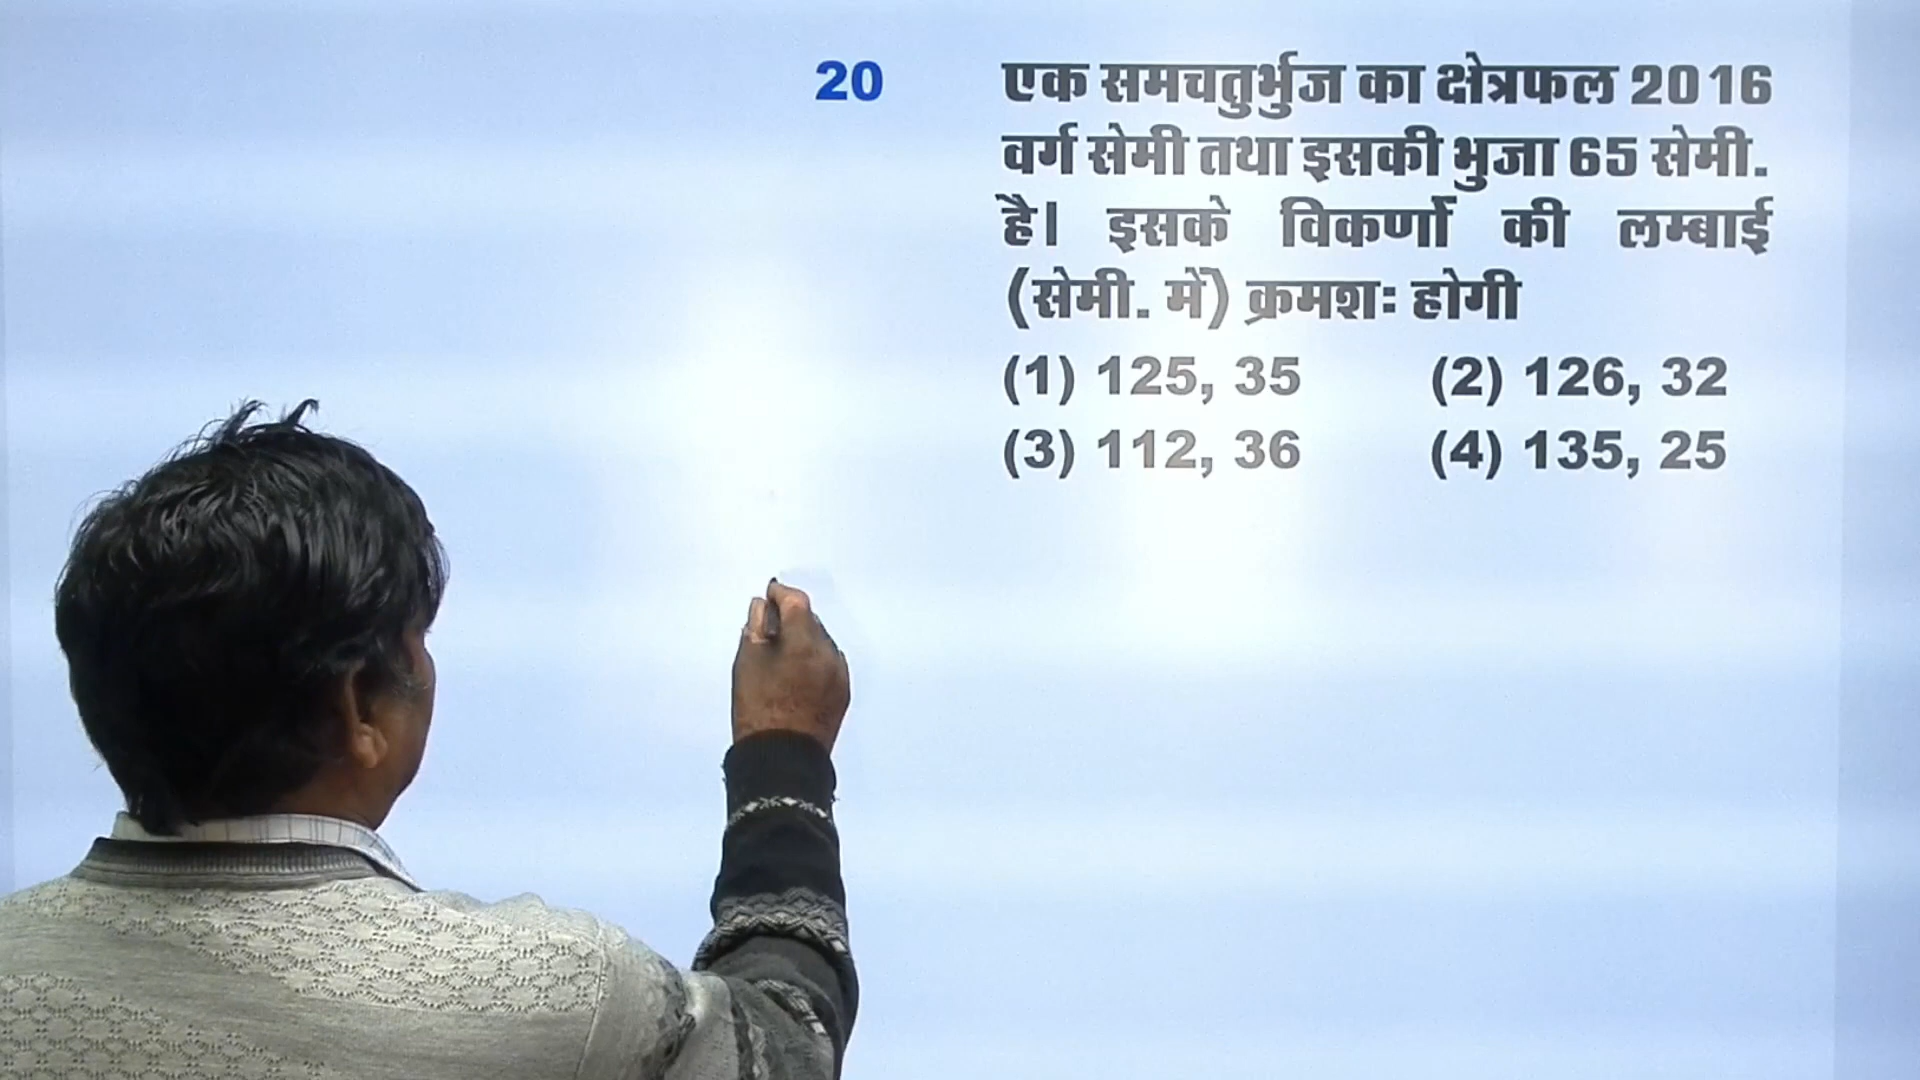 20 एक समचतुर्भुज का क्षेत्रफल 2016
वर्ग सेमी तथा इसकी भुजा 65 सेमी.
है। इसके विकर्णो की लम्बाई
(सेमी. में) क्रमशः होगी
(1) 125, 35 (2) 126, 32
(3) 112, 36 (4) 135, 25